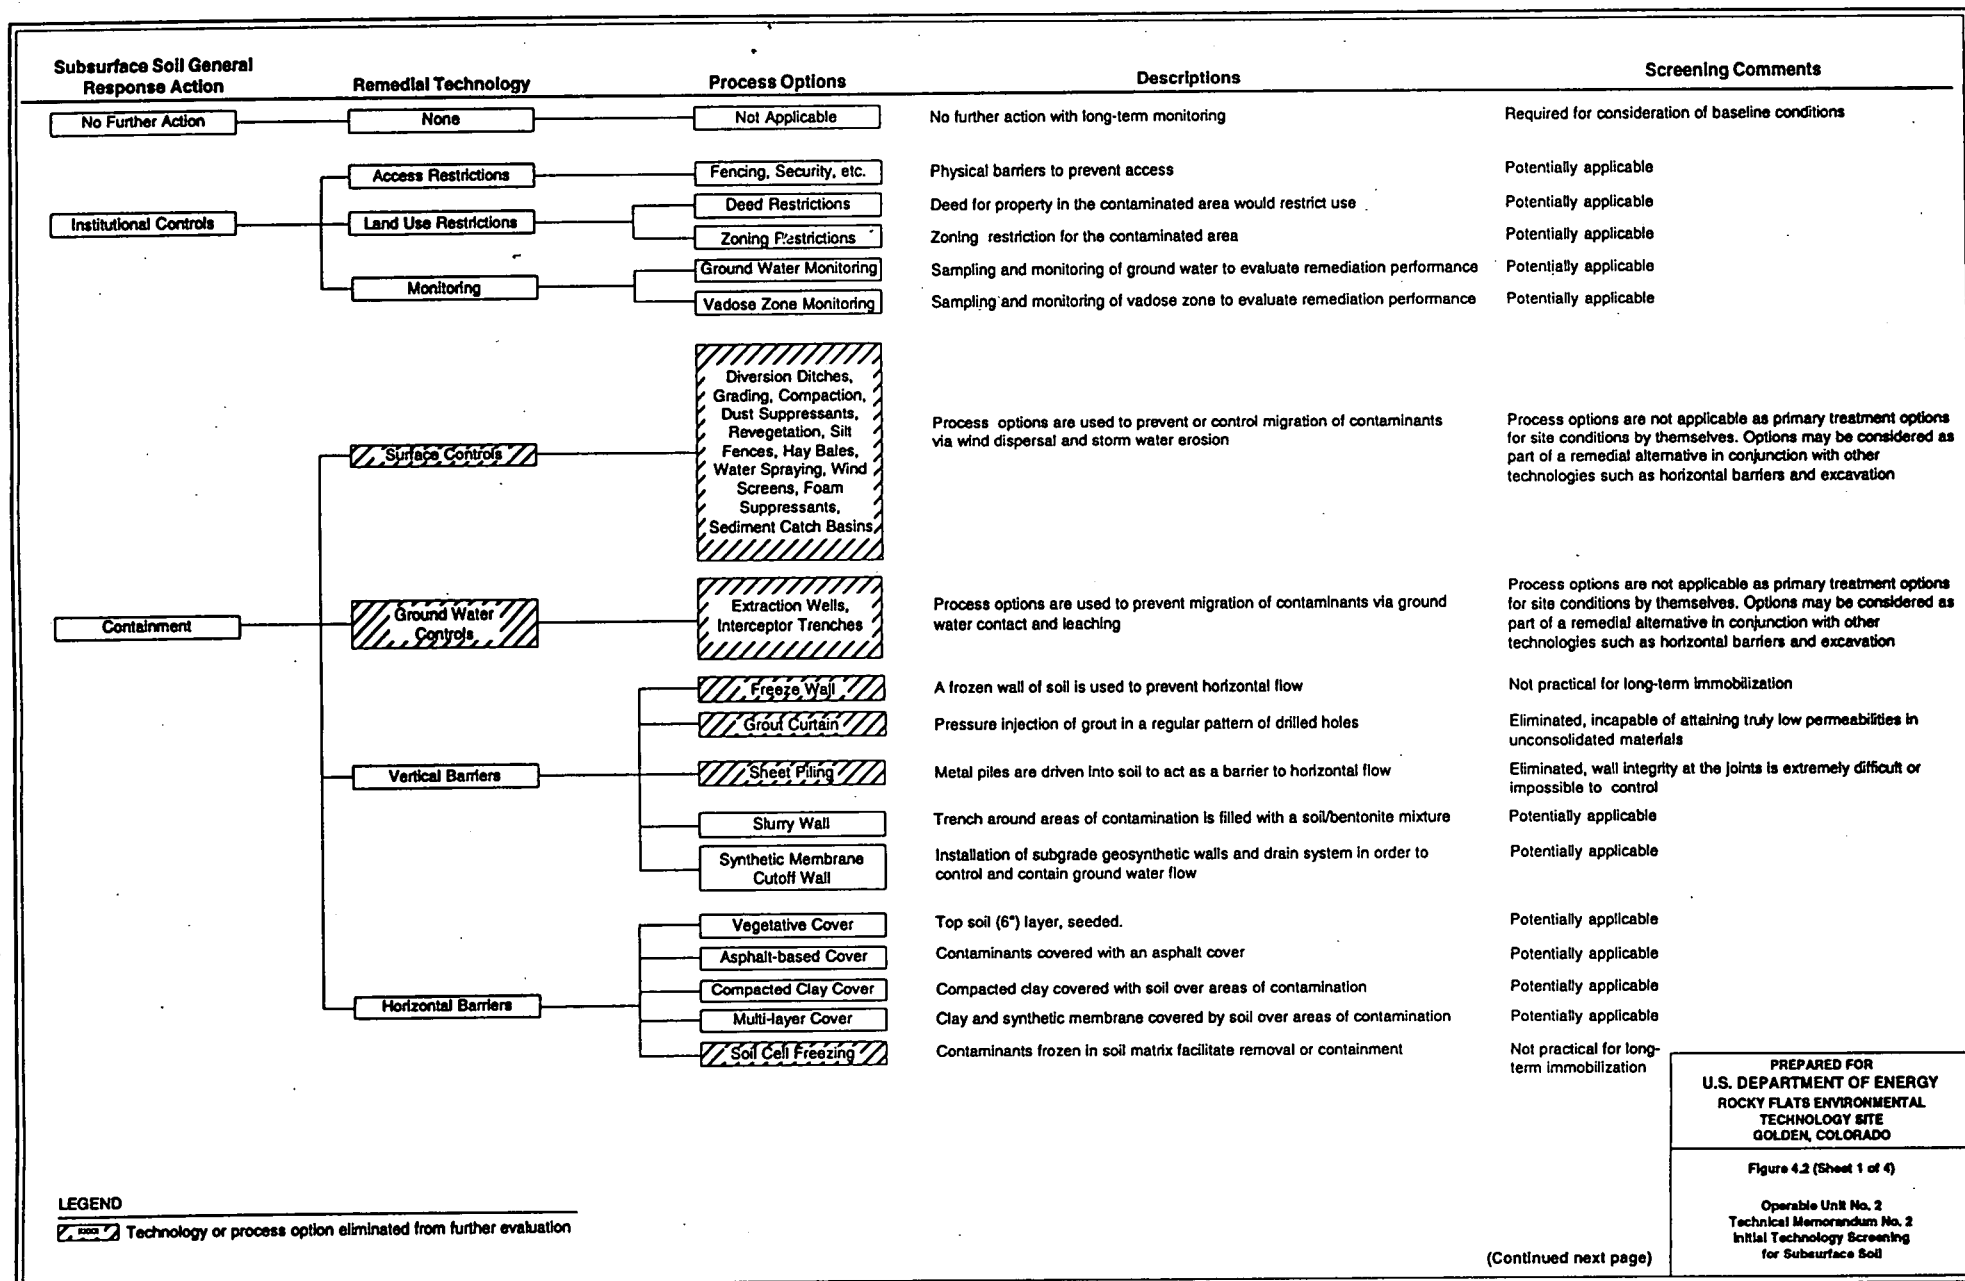 Subsurface Soil General
Response Action
Remedial Technology
Process Options
Descriptions
Screening Comments
No Further Action
None
Not Applicable
No further action with long-term monitoring
Required for consideration of baseline conditions
Institutional Controls
Access Restrictions
Fencing, Security, etc.
Physical barriers to prevent access
Potentially applicable
Land Use Restrictions
Deed Restrictions
Deed for property in the contaminated area would restrict use
Potentially applicable
Zoning Restrictions
Zoning restriction for the contaminated area
Potentially applicable
Monitoring
Ground Water Monitoring
Sampling and monitoring of ground water to evaluate remediation performance
Potentially applicable
Vadose Zone Monitoring
Sampling and monitoring of vadose zone to evaluate remediation performance
Potentially applicable
Containment
Surface Controls
Diversion Ditches,
Grading, Compaction,
Dust Suppressants,
Revegetation, Silt
Fences, Hay Bales,
Water Spraying, Wind
Screens, Foam
Suppressants,
Sediment Catch Basins
Process options are used to prevent or control migration of contaminants
via wind dispersal and storm water erosion
Process options are not applicable as primary treatment options
for site conditions by themselves. Options may be considered as
part of a remedial alternative in conjunction with other
technologies such as horizontal barriers and excavation
Ground Water
Controls
Extraction Wells,
Interceptor Trenches
Process options are used to prevent migration of contaminants via ground
water contact and leaching
Process options are not applicable as primary treatment options
for site conditions by themselves. Options may be considered as
part of a remedial alternative in conjunction with other
technologies such as horizontal barriers and excavation
Vertical Barriers
Freeze Wall
A frozen wall of soil is used to prevent horizontal flow
Not practical for long-term immobilization
Grout Curtain
Pressure injection of grout in a regular pattern of drilled holes
Eliminated, incapable of attaining truly low permeabilities in
unconsolidated materials
Sheet Piling
Metal piles are driven into soil to act as a barrier to horizontal flow
Eliminated, wall integrity at the joints is extremely difficult or
impossible to control
Slurry Wall
Trench around areas of contamination is filled with a soil/bentonite mixture
Potentially applicable
Synthetic Membrane
Cutoff Wall
Installation of subgrade geosynthetic walls and drain system in order to
control and contain ground water flow
Potentially applicable
Horizontal Barriers
Vegetative Cover
Top soil (6") layer, seeded.
Potentially applicable
Asphalt-based Cover
Contaminants covered with an asphalt cover
Potentially applicable
Compacted Clay Cover
Compacted clay covered with soil over areas of contamination
Potentially applicable
Multi-layer Cover
Clay and synthetic membrane covered by soil over areas of contamination
Potentially applicable
Soil Cell Freezing
Contaminants frozen in soil matrix facilitate removal or containment
Not practical for long-
term immobilization
PREPARED FOR
U.S. DEPARTMENT OF ENERGY
ROCKY FLATS ENVIRONMENTAL
TECHNOLOGY SITE
GOLDEN, COLORADO
Figure 4.2 (Sheet 1 of 4)
Operable Unit No. 2
Technical Memorandum No. 2
Initial Technology Screening
for Subsurface Soil
LEGEND
Technology or process option eliminated from further evaluation
(Continued next page)